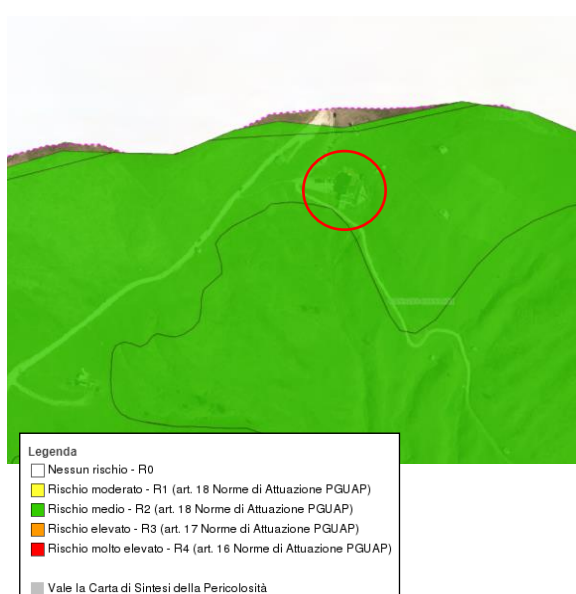 Legenda
Nessun rischio - R0
Rischio moderato - R1 (art. 18 Norme di Attuazione PGUAP)
Rischio medio - R2 (art. 18 Norme di Attuazione PGUAP)
Rischio elevato - R3 (art. 17 Norme di Attuazione PGUAP)
Rischio molto elevato - R4 (art. 16 Norme di Attuazione PGUAP)
Vale la Carta di Sintesi della Pericolosità